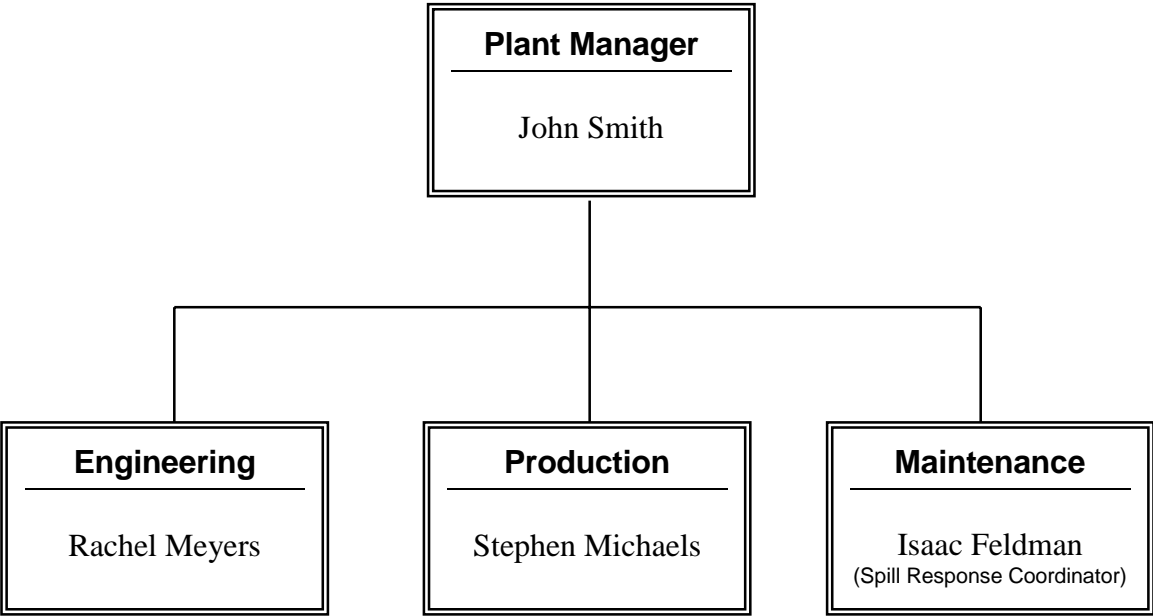 Plant Manager
John Smith
Engineering
Rachel Meyers
Production
Stephen Michaels
Maintenance
Isaac Feldman
(Spill Response Coordinator)